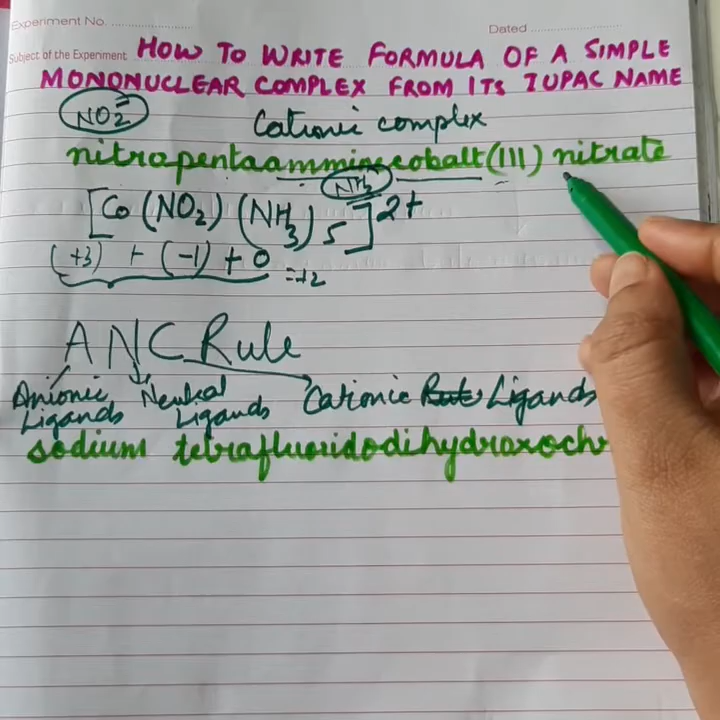 Experiment No.
Dated
Subject of the Experiment HOW TO WRITE FORMULA OF A SIMPLE
MONONUCLEAR COMPLEX FROM ITS IUPAC NAME
NO₂⁻
Cationic complex
nitropentaamminecobalt(III) nitrate
NH₃
[Co(NO₂)(NH₃)5]2+
(+3) + (-1) + 0 = +2
ANC Rule
Anionic Ligands
Neutral Ligands
Cationic Ligands
sodium tetrafluoridodihydroxochr